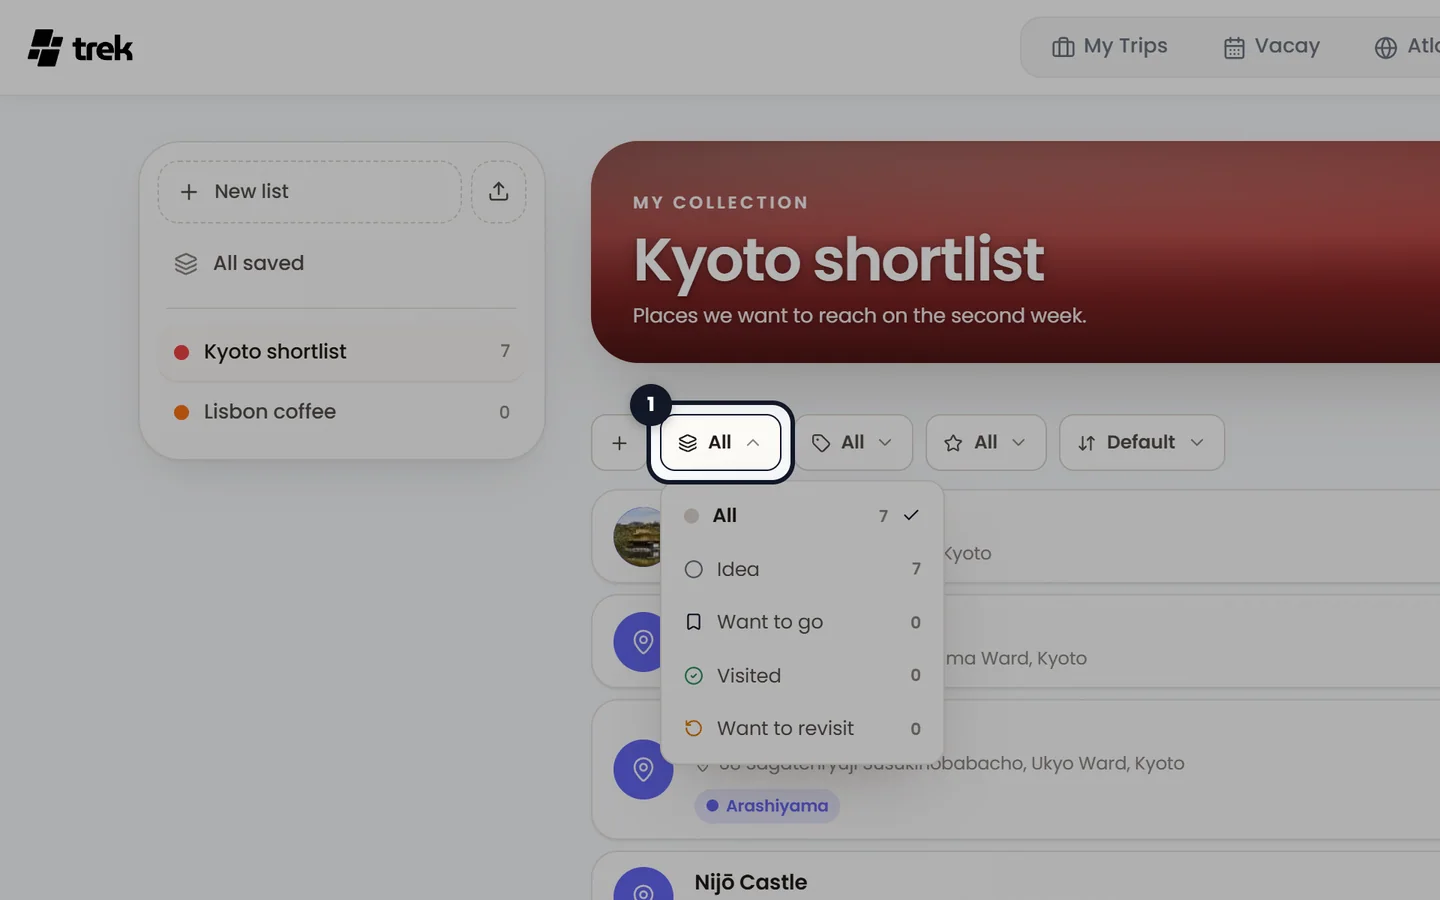 trek
My Trips
Vacay
New list
All saved
Kyoto shortlist 7
Lisbon coffee 0
MY COLLECTION
Kyoto shortlist
Places we want to reach on the second week.
1
All
All
All
Default
All 7
Idea 7
Want to go 0
Visited 0
Want to revisit 0
Kyoto
Ward, Kyoto
Ukyo Ward, Kyoto
Arashiyama
Nijō Castle